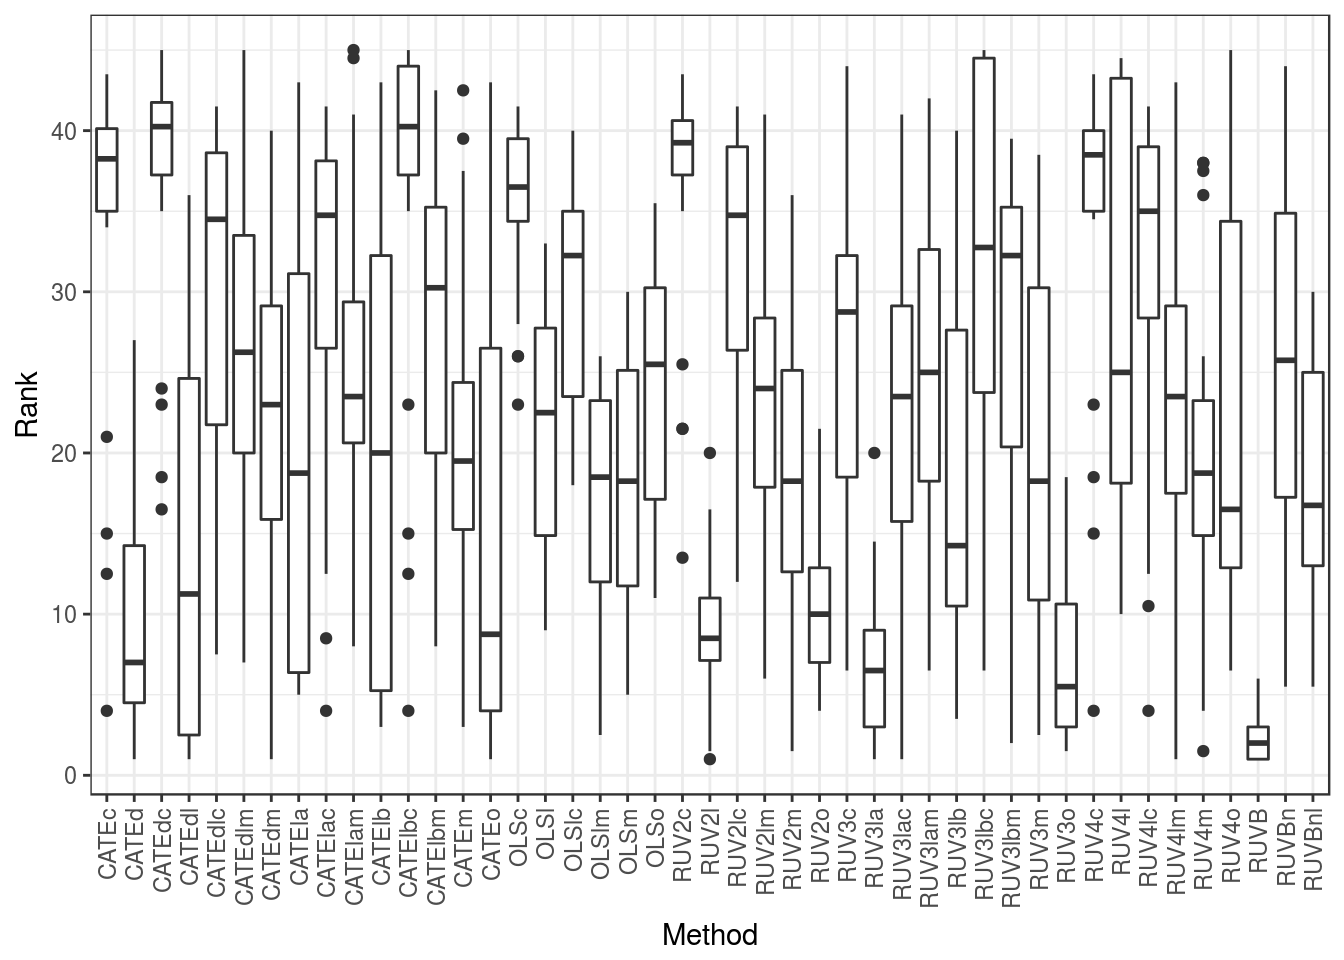 Rank
40
30
20
10
0
CATEc
CATEd
CATEdc
CATEdl
CATEdlc
CATEdlm
CATEdm
CATEla
CATElac
CATElam
CATElb
CATElbc
CATElbm
CATEm
CATEo
OLSc
OLSl
OLSlc
OLSlm
OLSm
OLSo
RUV2c
RUV2l
RUV2lc
RUV2lm
RUV2m
RUV2o
RUV3c
RUV3la
RUV3lac
RUV3lam
RUV3lb
RUV3lbc
RUV3lbm
RUV3m
RUV3o
RUV4c
RUV4l
RUV4lc
RUV4lm
RUV4m
RUV4o
RUVB
RUVBn
RUVBnl
Method